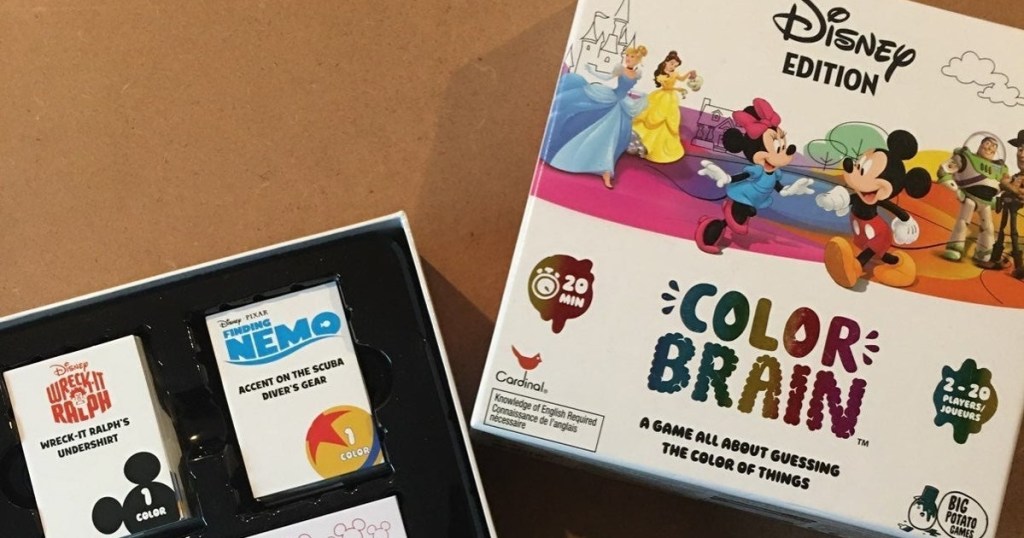 Disney
EDITION
20
MIN
COLOR
BRAIN™
2 - 20
PLAYERS/
JOUEURS
Cardinal®
Knowledge of English Required
Connaissance de l'anglais
nécessaire
A GAME ALL ABOUT GUESSING
THE COLOR OF THINGS
BIG
POTATO
GAMES
Disney PIXAR
FINDING
NEMO
ACCENT ON THE SCUBA
DIVER'S GEAR
1
COLOR
Disney
WRECK-IT
RALPH
WRECK-IT RALPH'S
UNDERSHIRT
1
COLOR